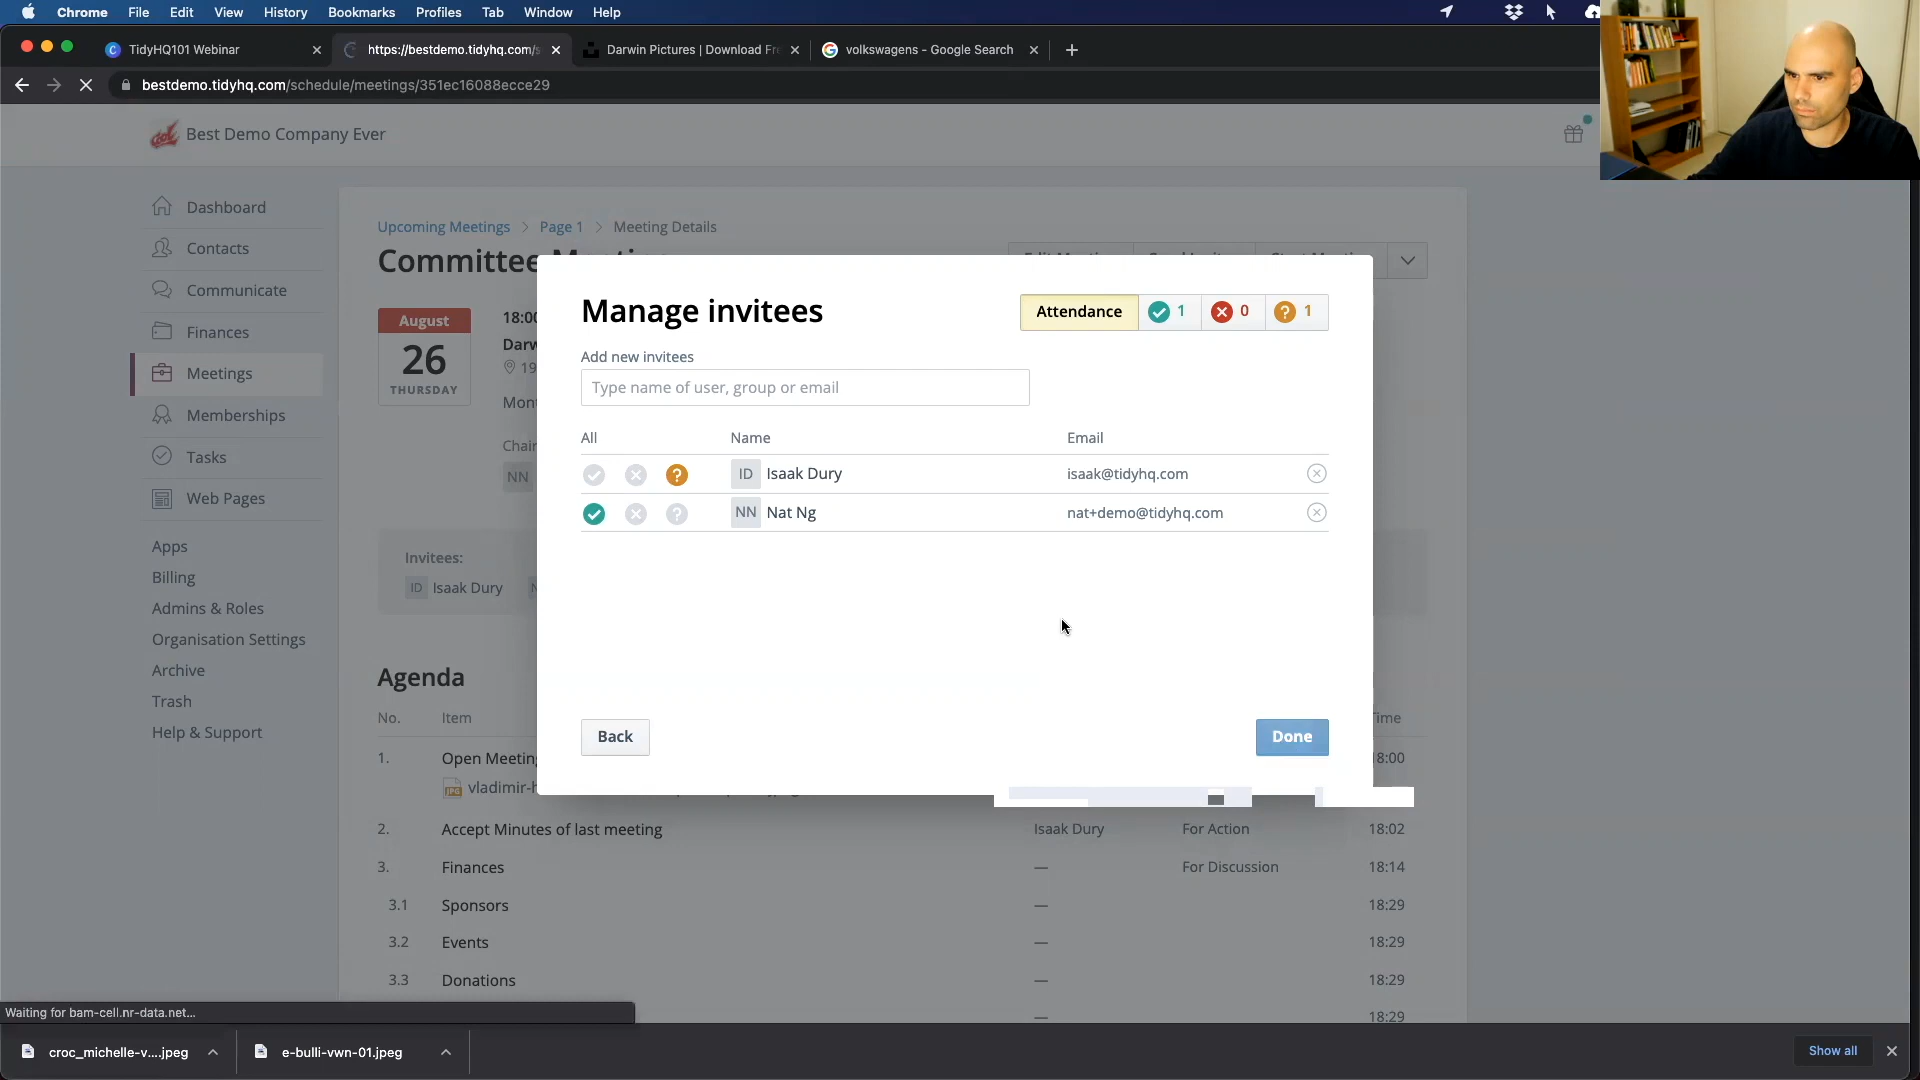 Chrome File Edit View History Bookmarks Profiles Tab Window Help
TidyHQ101 Webinar
https://bestdemo.tidyhq.com/s
Darwin Pictures | Download Fre
volkswagens - Google Search
bestdemo.tidyhq.com/schedule/meetings/351ec16088ecce29
Best Demo Company Ever
Dashboard
Contacts
Communicate
Finances
Meetings
Memberships
Tasks
Web Pages
Apps
Billing
Admins & Roles
Organisation Settings
Archive
Trash
Help & Support
Upcoming Meetings > Page 1 > Meeting Details
Committee Meeting
August
26
THURSDAY
18:00
Darw
19
Mont
Chair
NN
Invitees:
ID Isaak Dury
Manage invitees
Attendance 1 0 ? 1
Add new invitees
Type name of user, group or email
All Name Email
? ID Isaak Dury isaak@tidyhq.com
? NN Nat Ng nat+demo@tidyhq.com
Back
Done
Agenda
No. Item Time
1. Open Meeting 18:00
JPG vladimir-h
2. Accept Minutes of last meeting Isaak Dury For Action 18:02
3. Finances — For Discussion 18:14
3.1 Sponsors — 18:29
3.2 Events — 18:29
3.3 Donations — 18:29
— 18:29
Waiting for bam-cell.nr-data.net...
croc_michelle-v....jpeg
e-bulli-vwn-01.jpeg
Show all